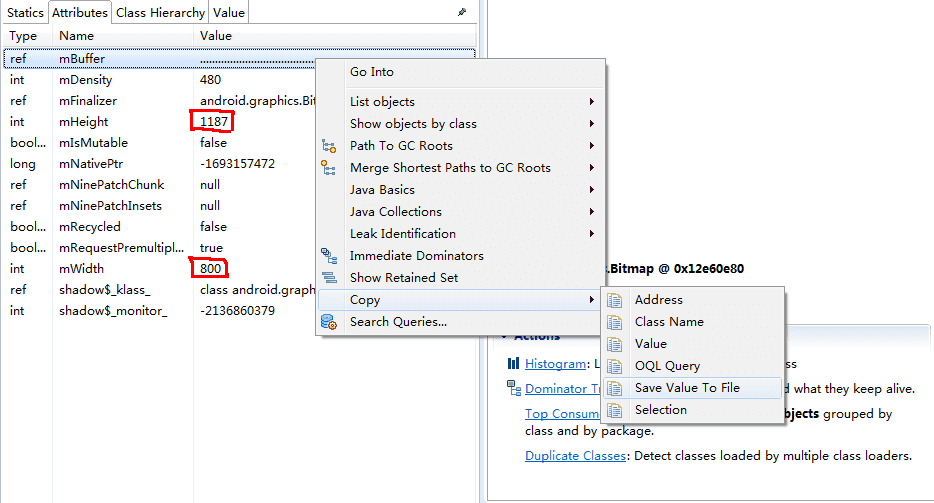 Statics Attributes Class Hierarchy Value
Type Name Value
ref mBuffer ........................................
int mDensity 480
ref mFinalizer android.graphics.Bit
int mHeight 1187
bool... mIsMutable false
long mNativePtr -1693157472
ref mNinePatchChunk null
ref mNinePatchInsets null
bool... mRecycled false
bool... mRequestPremultipl... true
int mWidth 800
ref shadow$_klass_ class android.graph
int shadow$_monitor_ -2136860379
Go Into
List objects
Show objects by class
Path To GC Roots
Merge Shortest Paths to GC Roots
Java Basics
Java Collections
Leak Identification
Immediate Dominators
Show Retained Set
Copy
Search Queries...
Address
Class Name
Value
OQL Query
Save Value To File
Selection
.Bitmap @ 0x12e60e80
Actions
Histogram: L ss
Dominator Tr d what they keep alive.
Top Consum bjects grouped by
class and by package.
Duplicate Classes: Detect classes loaded by multiple class loaders.